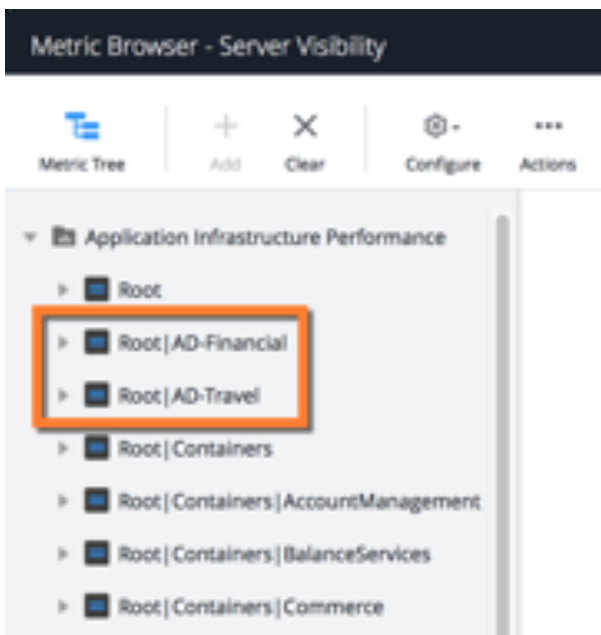 Metric Browser - Server Visibility
Metric Tree
Add
Clear
Configure
Actions
Application Infrastructure Performance
Root
Root|AD-Financial
Root|AD-Travel
Root|Containers
Root|Containers|AccountManagement
Root|Containers|BalanceServices
Root|Containers|Commerce